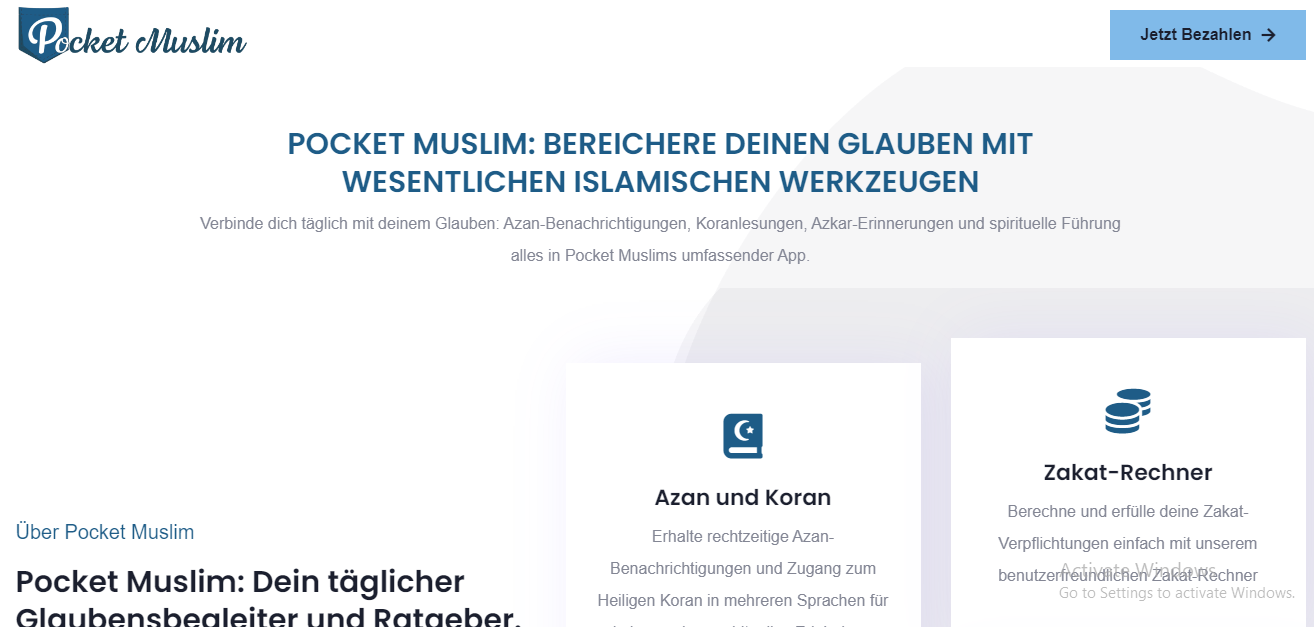 Pocket Muslim
Jetzt Bezahlen
POCKET MUSLIM: BEREICHERE DEINEN GLAUBEN MIT
WESENTLICHEN ISLAMISCHEN WERKZEUGEN
Verbinde dich täglich mit deinem Glauben: Azan-Benachrichtigungen, Koranlesungen, Azkar-Erinnerungen und spirituelle Führung
alles in Pocket Muslims umfassender App.
Über Pocket Muslim
Pocket Muslim: Dein täglicher
Glaubensbegleiter und Ratgeber.
Azan und Koran
Erhalte rechtzeitige Azan-
Benachrichtigungen und Zugang zum
Heiligen Koran in mehreren Sprachen für
Zakat-Rechner
Berechne und erfülle deine Zakat-
Verpflichtungen einfach mit unserem
benutzerfreundlichen Zakat-Rechner
Activate Windows
Go to Settings to activate Windows.